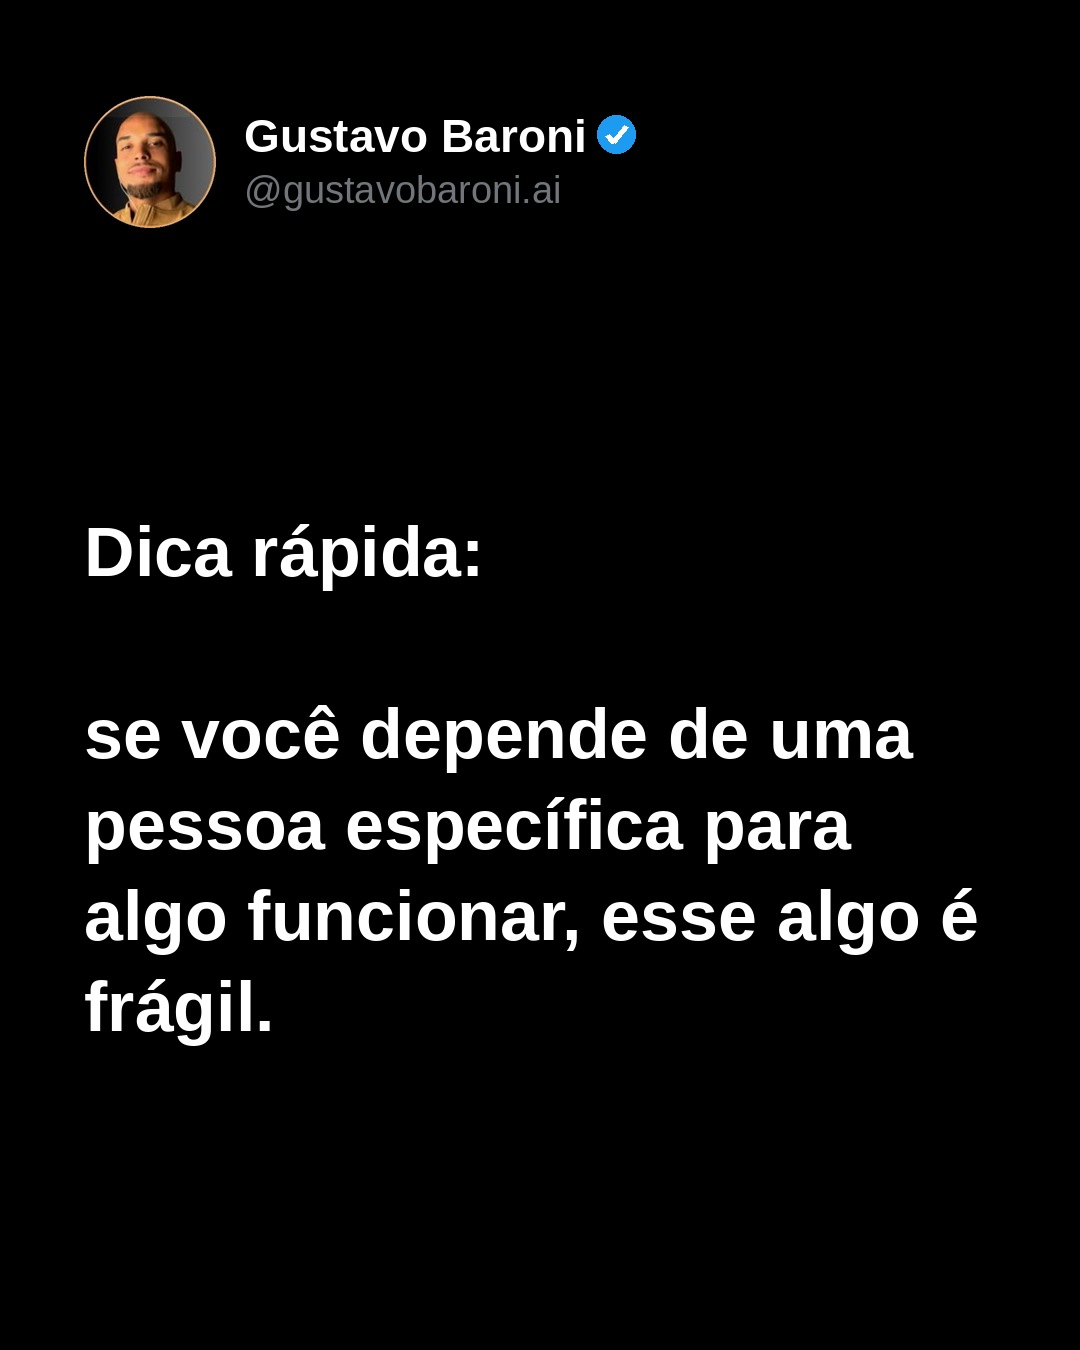 Gustavo Baroni
@gustavobaroni.ai
Dica rápida:
se você depende de uma
pessoa específica para
algo funcionar, esse algo é
frágil.